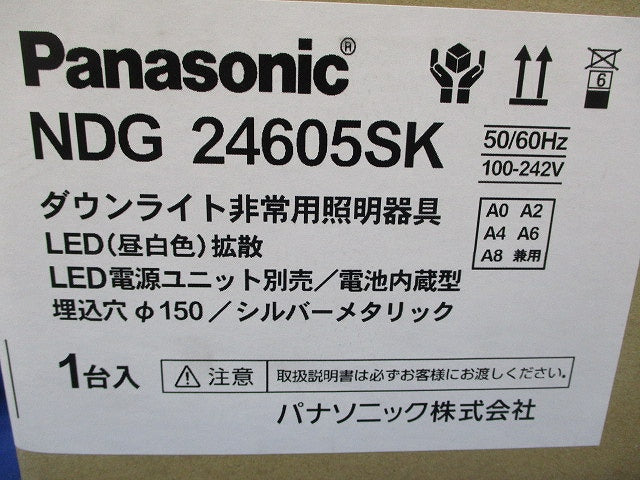 Panasonic®
6
NDG 24605SK
50/60Hz
100-242V
ダウンライト非常用照明器具
LED(昼白色)拡散
A0 A2
A4 A6
A8 兼用
LED電源ユニット別売/電池内蔵型
埋込穴φ150/シルバーメタリック
1台入
注意 取扱説明書は必ずお客様にお渡しください。
パナソニック株式会社